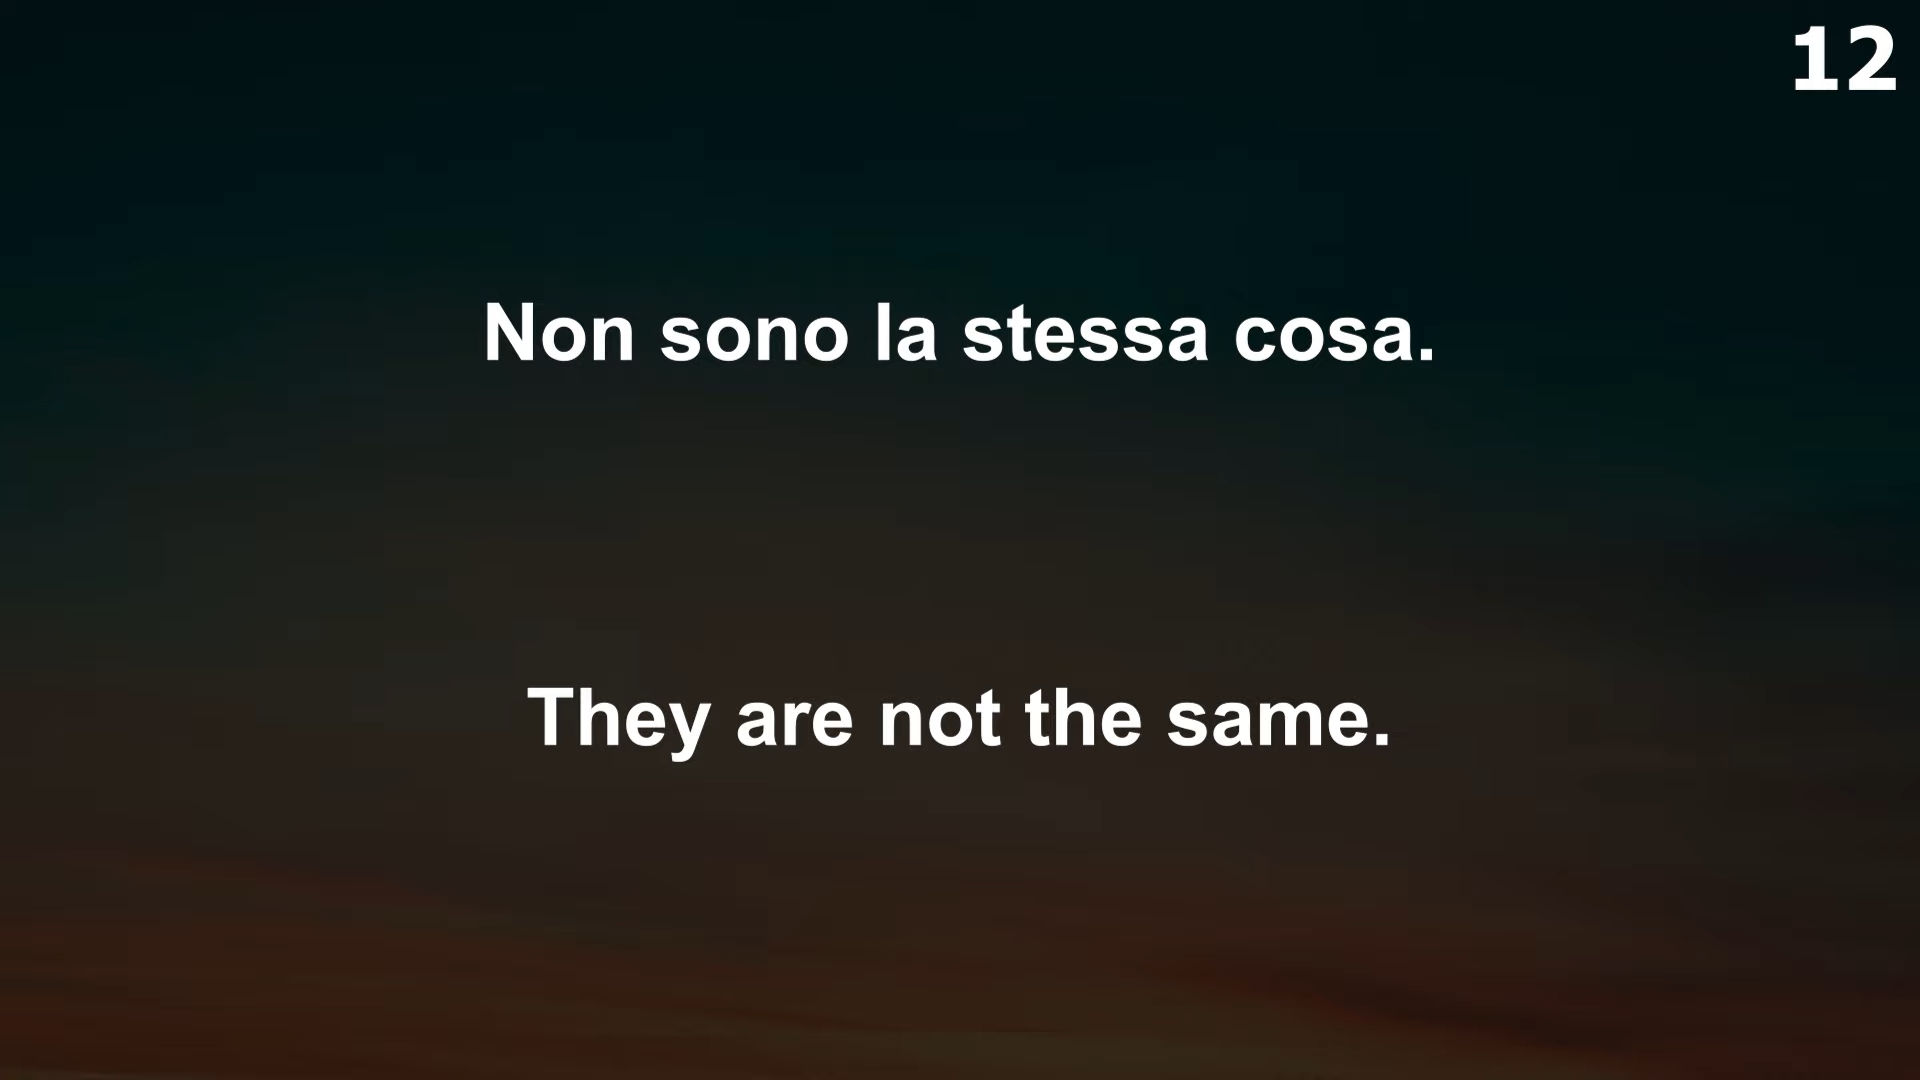 12
Non sono la stessa cosa.
They are not the same.